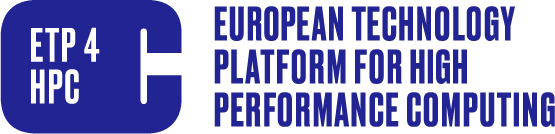 ETP 4
HPC
EUROPEAN TECHNOLOGY
PLATFORM FOR HIGH
PERFORMANCE COMPUTING